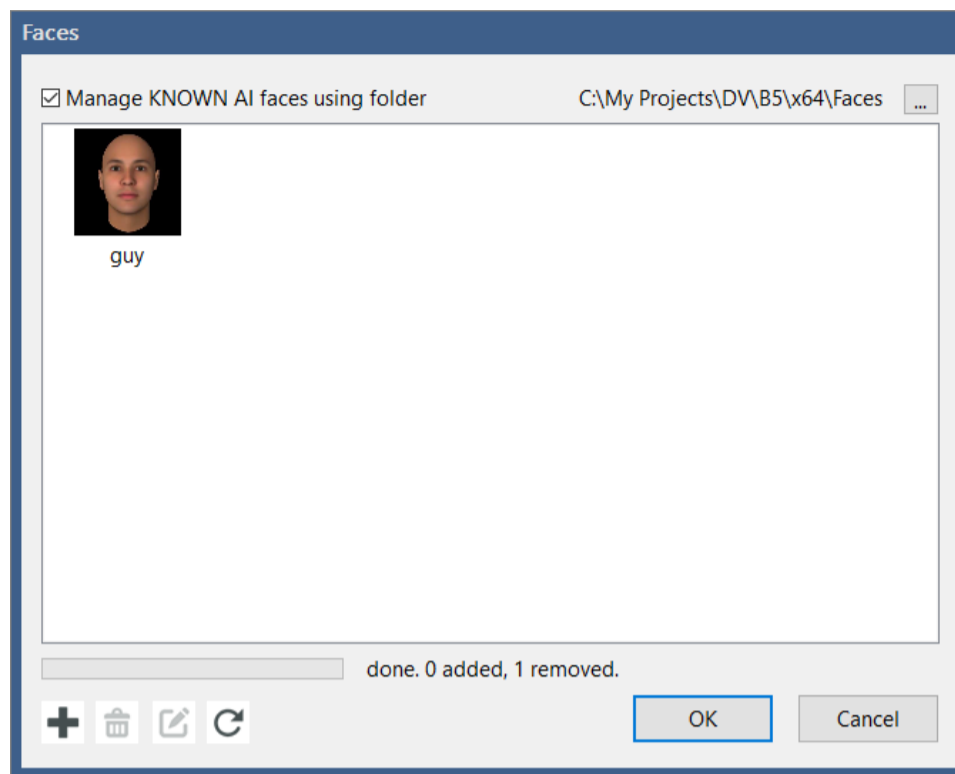 Faces
Manage KNOWN AI faces using folder C:\My Projects\DV\B5\x64\Faces ...
guy
done. 0 added, 1 removed.
OK Cancel